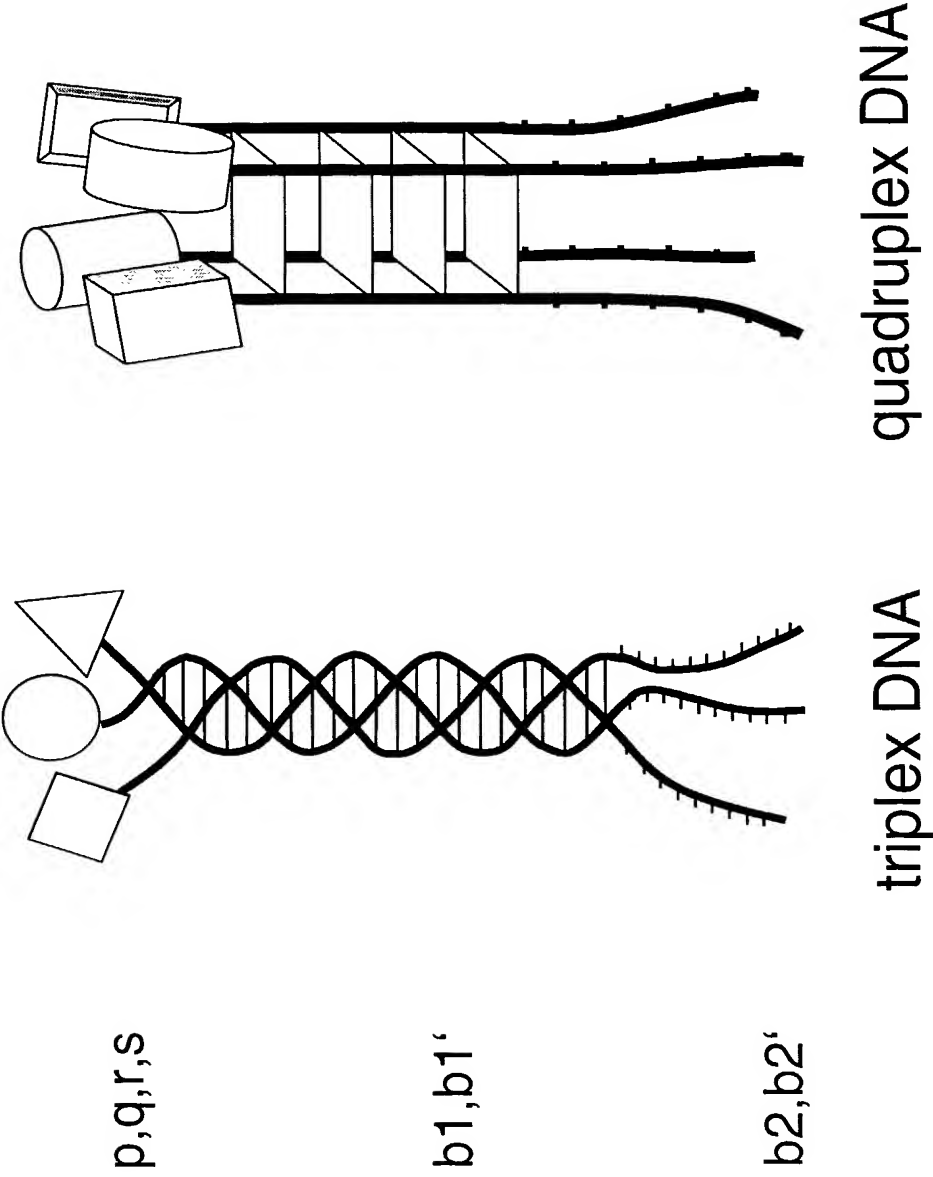 p,q,r,s
b1,b1‘
b2,b2‘
triplex DNA
quadruplex DNA